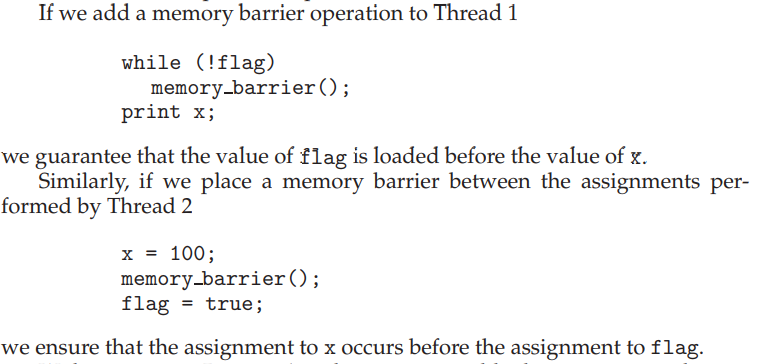 If we add a memory barrier operation to Thread 1
while (!flag)
memory_barrier();
print x;
we guarantee that the value of flag is loaded before the value of x.
Similarly, if we place a memory barrier between the assignments per-
formed by Thread 2
x = 100;
memory_barrier();
flag = true;
we ensure that the assignment to x occurs before the assignment to flag.